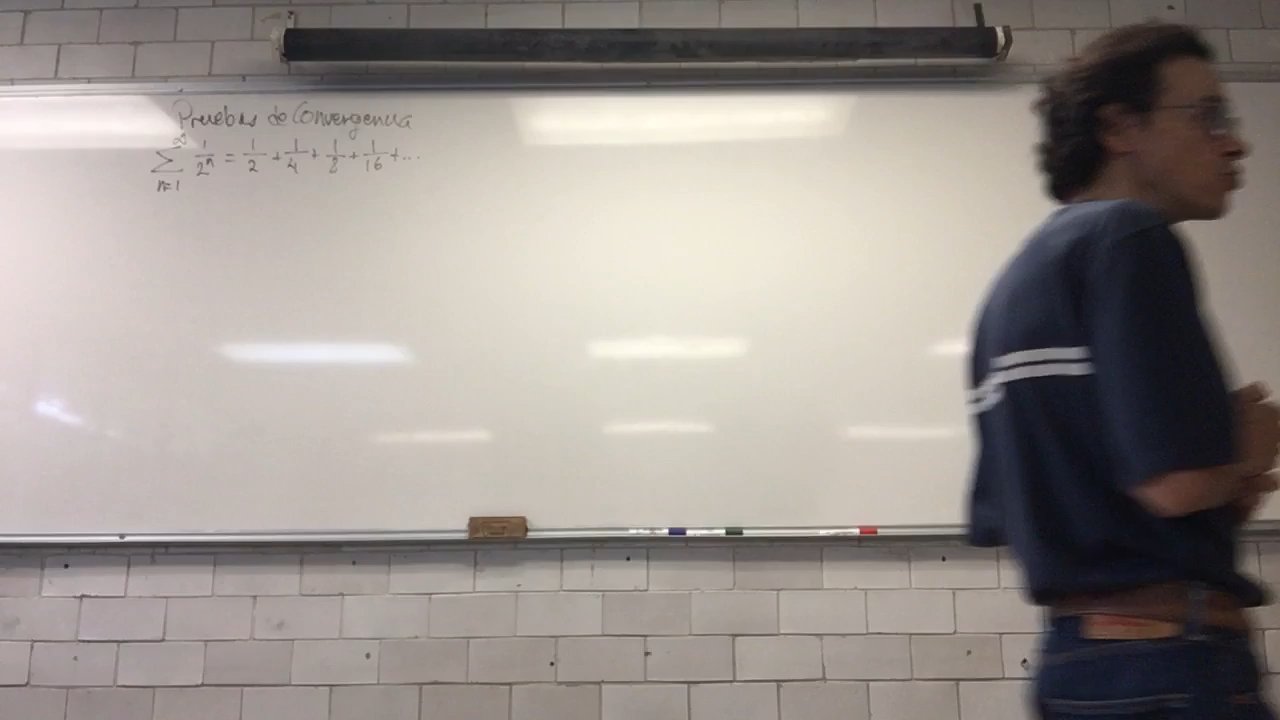 Pruebas de Convergencia
∑_{n=1}^{∞} 1/2^n = 1/2 + 1/4 + 1/8 + 1/16 + ...